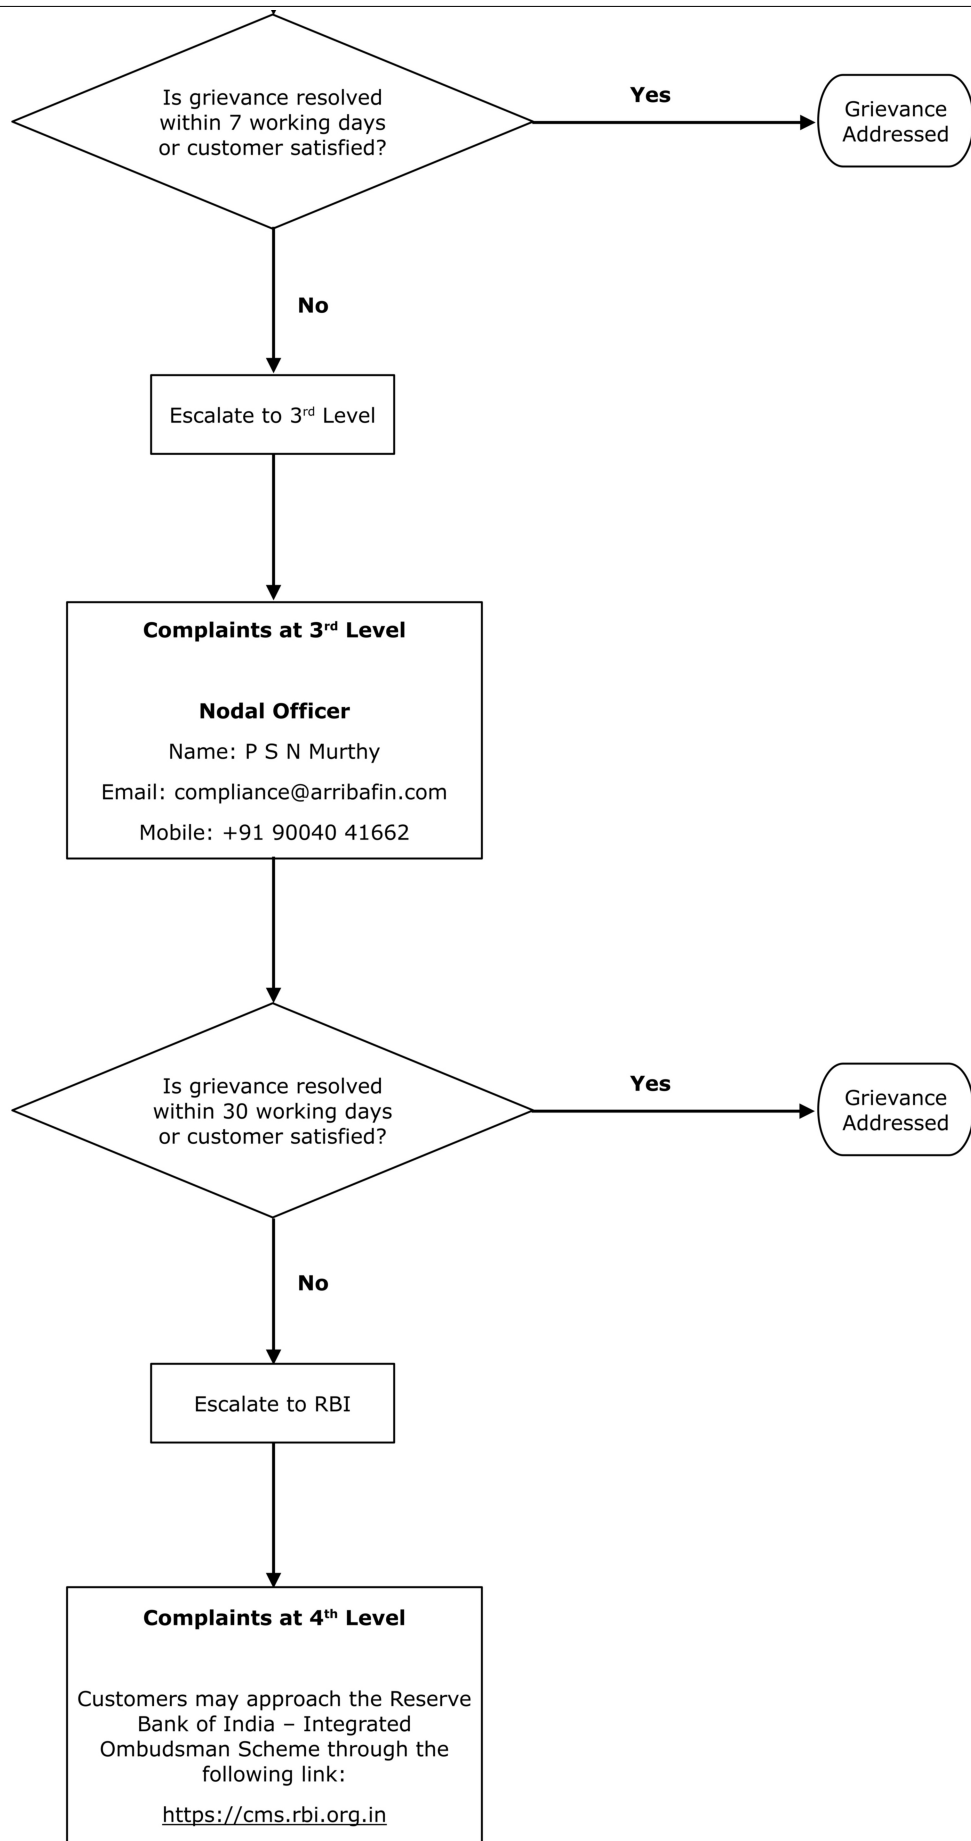 Is grievance resolved
within 7 working days
or customer satisfied?
Yes
Grievance
Addressed
No
Escalate to 3rd Level
Complaints at 3rd Level
Nodal Officer
Name: P S N Murthy
Email: compliance@arribafin.com
Mobile: +91 90040 41662
Is grievance resolved
within 30 working days
or customer satisfied?
Yes
Grievance
Addressed
No
Escalate to RBI
Complaints at 4th Level
Customers may approach the Reserve
Bank of India – Integrated
Ombudsman Scheme through the
following link:
https://cms.rbi.org.in